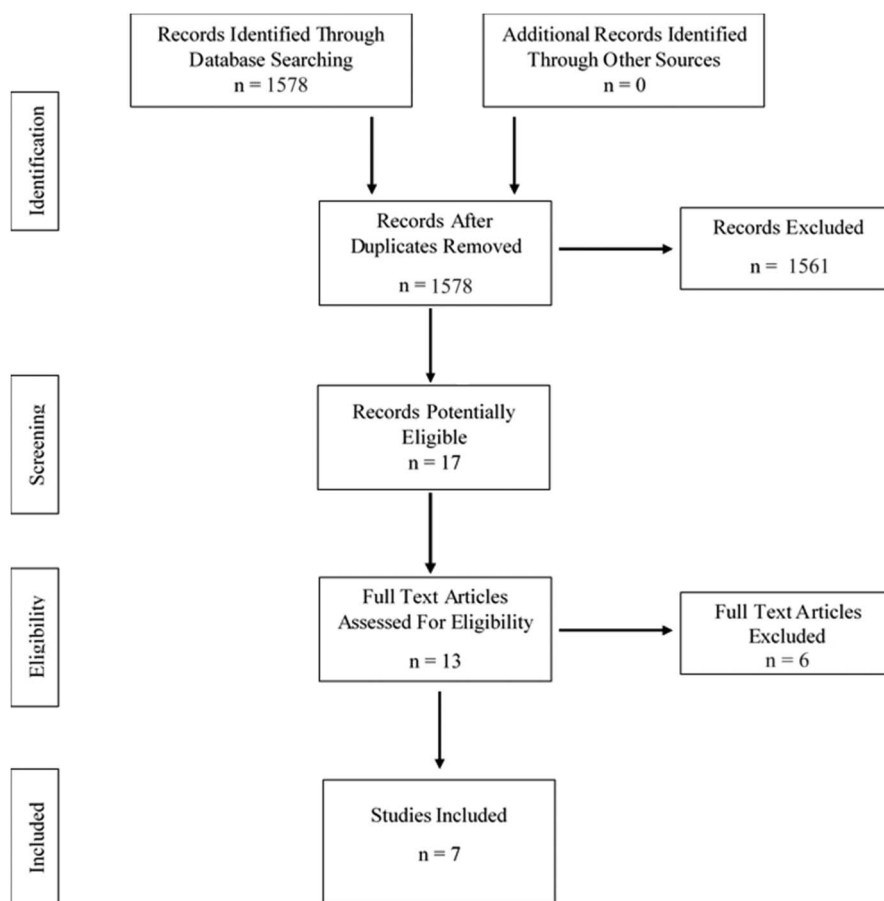 Records Identified Through
Database Searching
n = 1578
Additional Records Identified
Through Other Sources
n = 0
Identification
Records After
Duplicates Removed
n = 1578
Records Excluded
n = 1561
Screening
Records Potentially
Eligible
n = 17
Eligibility
Full Text Articles
Assessed For Eligibility
n = 13
Full Text Articles
Excluded
n = 6
Included
Studies Included
n = 7